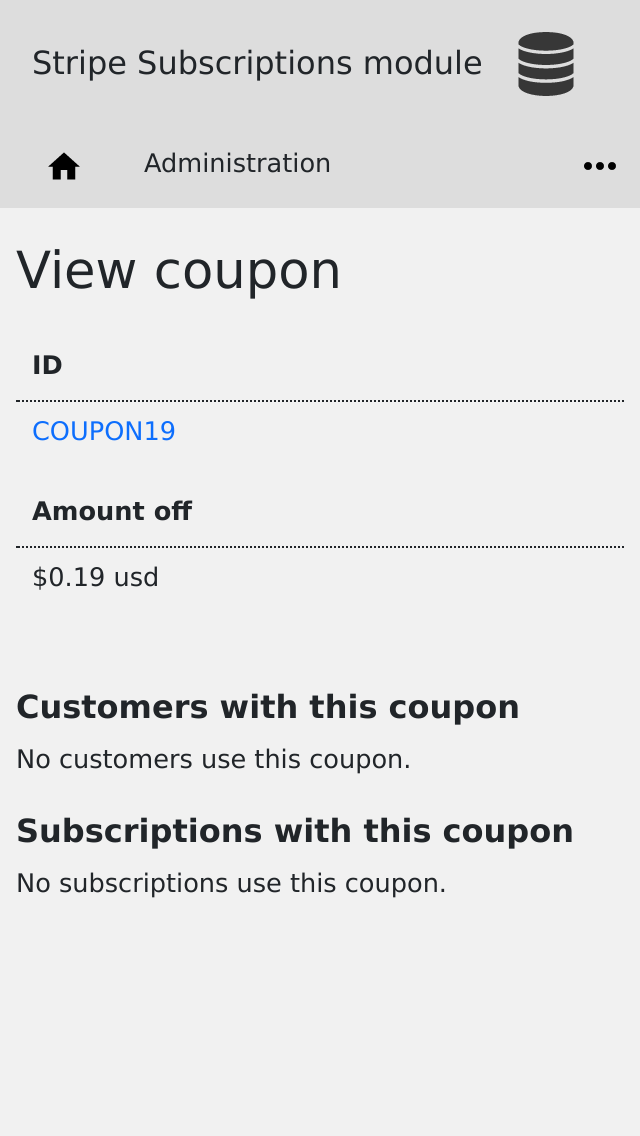 Stripe Subscriptions module
Administration
View coupon
ID
COUPON19
Amount off
$0.19 usd
Customers with this coupon
No customers use this coupon.
Subscriptions with this coupon
No subscriptions use this coupon.